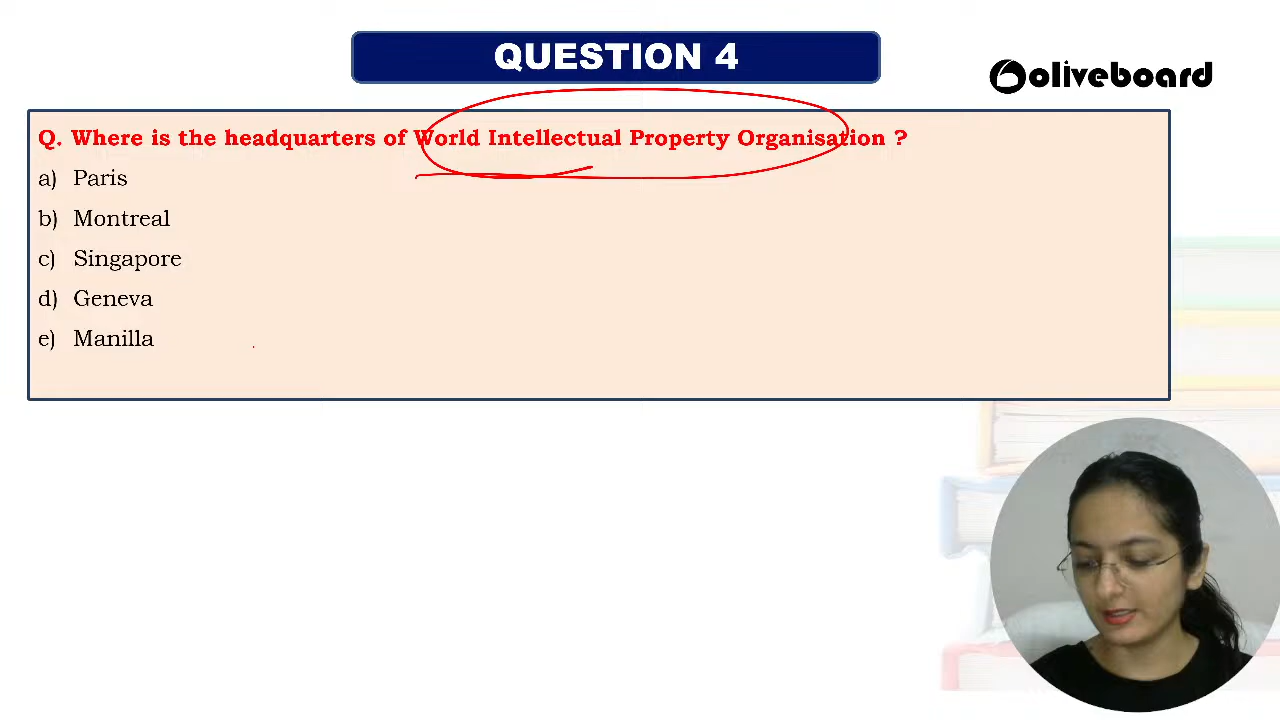 QUESTION 4
oliveboard
Q. Where is the headquarters of World Intellectual Property Organisation ?
a) Paris
b) Montreal
c) Singapore
d) Geneva
e) Manilla